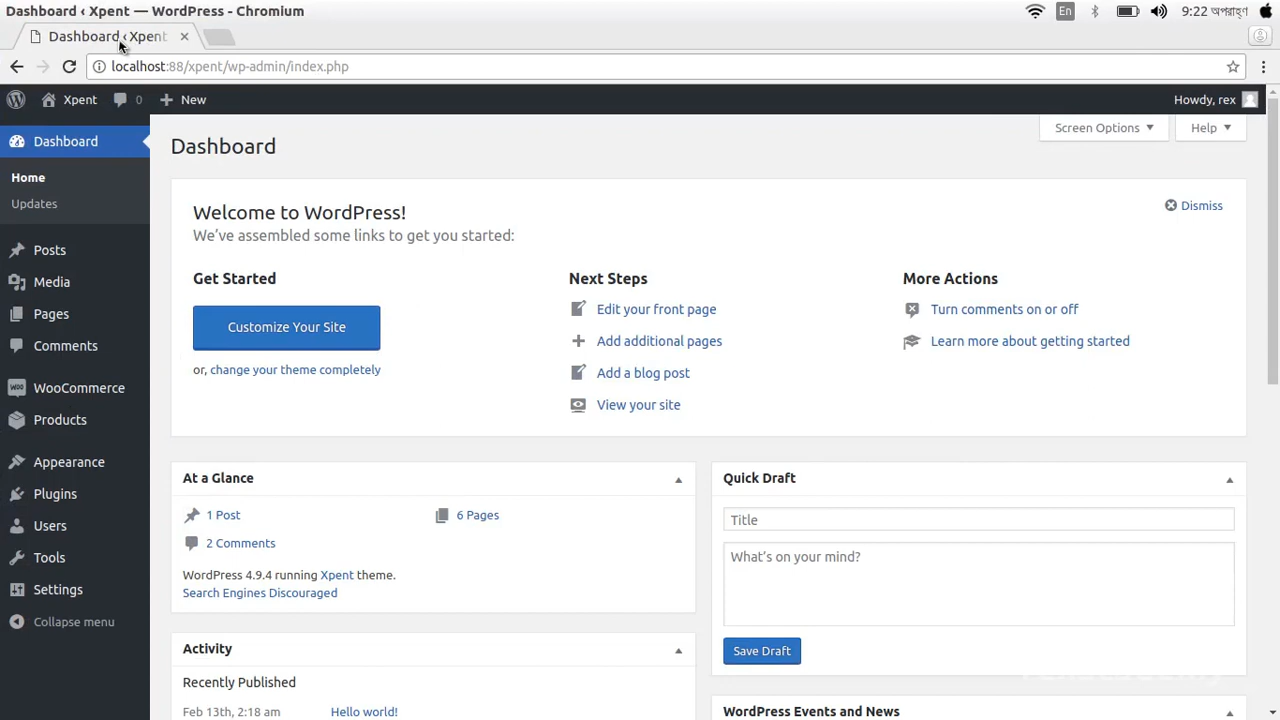 Dashboard ‹ Xpent — WordPress - Chromium
En
9:22 অপরাহ্ণ
Dashboard ‹ Xpent
localhost:88/xpent/wp-admin/index.php
Xpent
0
New
Howdy, rex
Dashboard
Home
Updates
Posts
Media
Pages
Comments
WooCommerce
Products
Appearance
Plugins
Users
Tools
Settings
Collapse menu
Dashboard
Screen Options
Help
Welcome to WordPress!
We've assembled some links to get you started:
Dismiss
Get Started
Customize Your Site
or, change your theme completely
Next Steps
Edit your front page
Add additional pages
Add a blog post
View your site
More Actions
Turn comments on or off
Learn more about getting started
At a Glance
1 Post
6 Pages
2 Comments
WordPress 4.9.4 running Xpent theme.
Search Engines Discouraged
Activity
Recently Published
Feb 13th, 2:18 am
Hello world!
Quick Draft
Title
What's on your mind?
Save Draft
WordPress Events and News